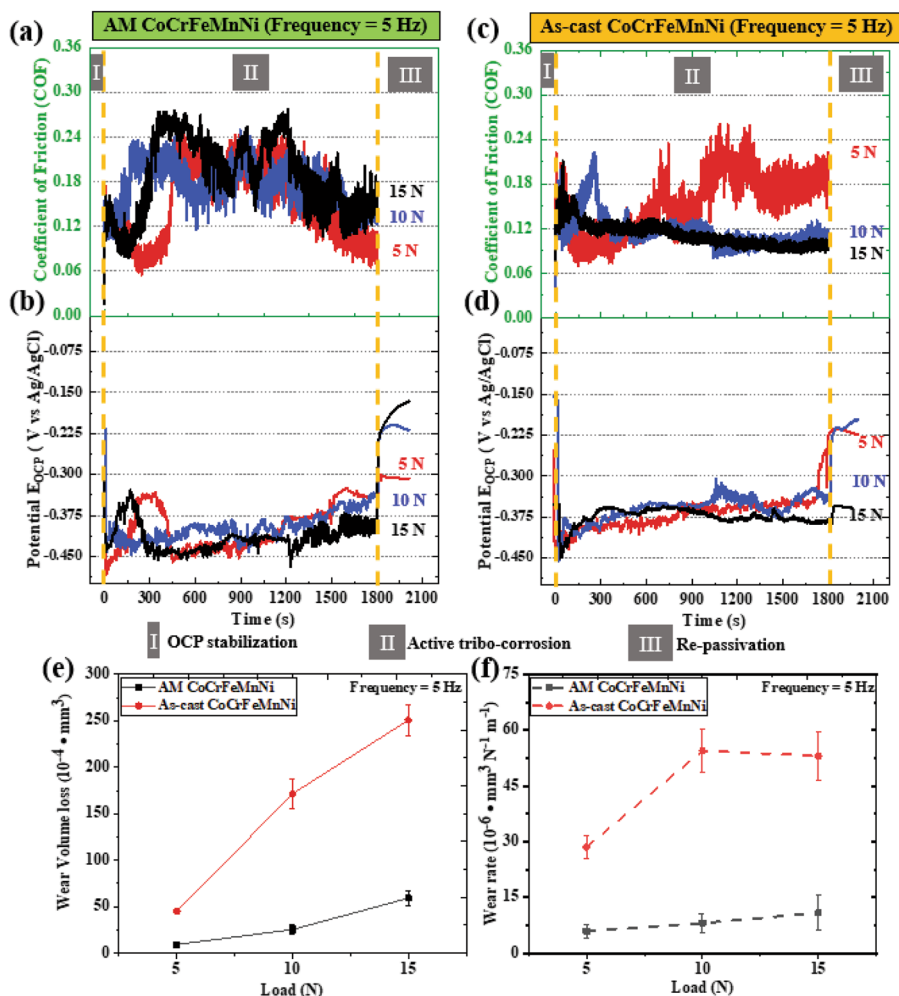 (a) AM CoCrFeMnNi (Frequency = 5 Hz)
Coefficient of Friction (COF)
0.36
0.30
0.24
0.18
0.12
0.06
0.00
I
II
III
15 N
10 N
5 N
(c) As-cast CoCrFeMnNi (Frequency = 5 Hz)
Coefficient of Friction (COF)
0.36
0.30
0.24
0.18
0.12
0.06
0.00
I
II
III
5 N
10 N
15 N
(b)
Potential EOCP ( V vs Ag/AgCl)
-0.075
-0.150
-0.225
-0.300
-0.375
-0.450
5 N
10 N
15 N
0 300 600 900 1200 1500 1800 2100
Time (s)
(d)
Potential EOCP ( V vs Ag/AgCl)
-0.075
-0.150
-0.225
-0.300
-0.375
-0.450
5 N
10 N
15 N
0 300 600 900 1200 1500 1800 2100
Time (s)
I OCP stabilization II Active tribo-corrosion III Re-passivation
(e)
AM CoCrFeMnNi Frequency = 5 Hz
As-cast CoCrFeMnNi
Wear Volume loss (10⁻⁴ • mm³)
300
250
200
150
100
50
0
5 10 15
Load (N)
(f)
AM CoCrFeMnNi Frequency = 5 Hz
As-cast CoCrFeMnNi
Wear rate (10⁻⁶ • mm³ N⁻¹ m⁻¹)
75
60
45
30
15
0
5 10 15
Load (N)